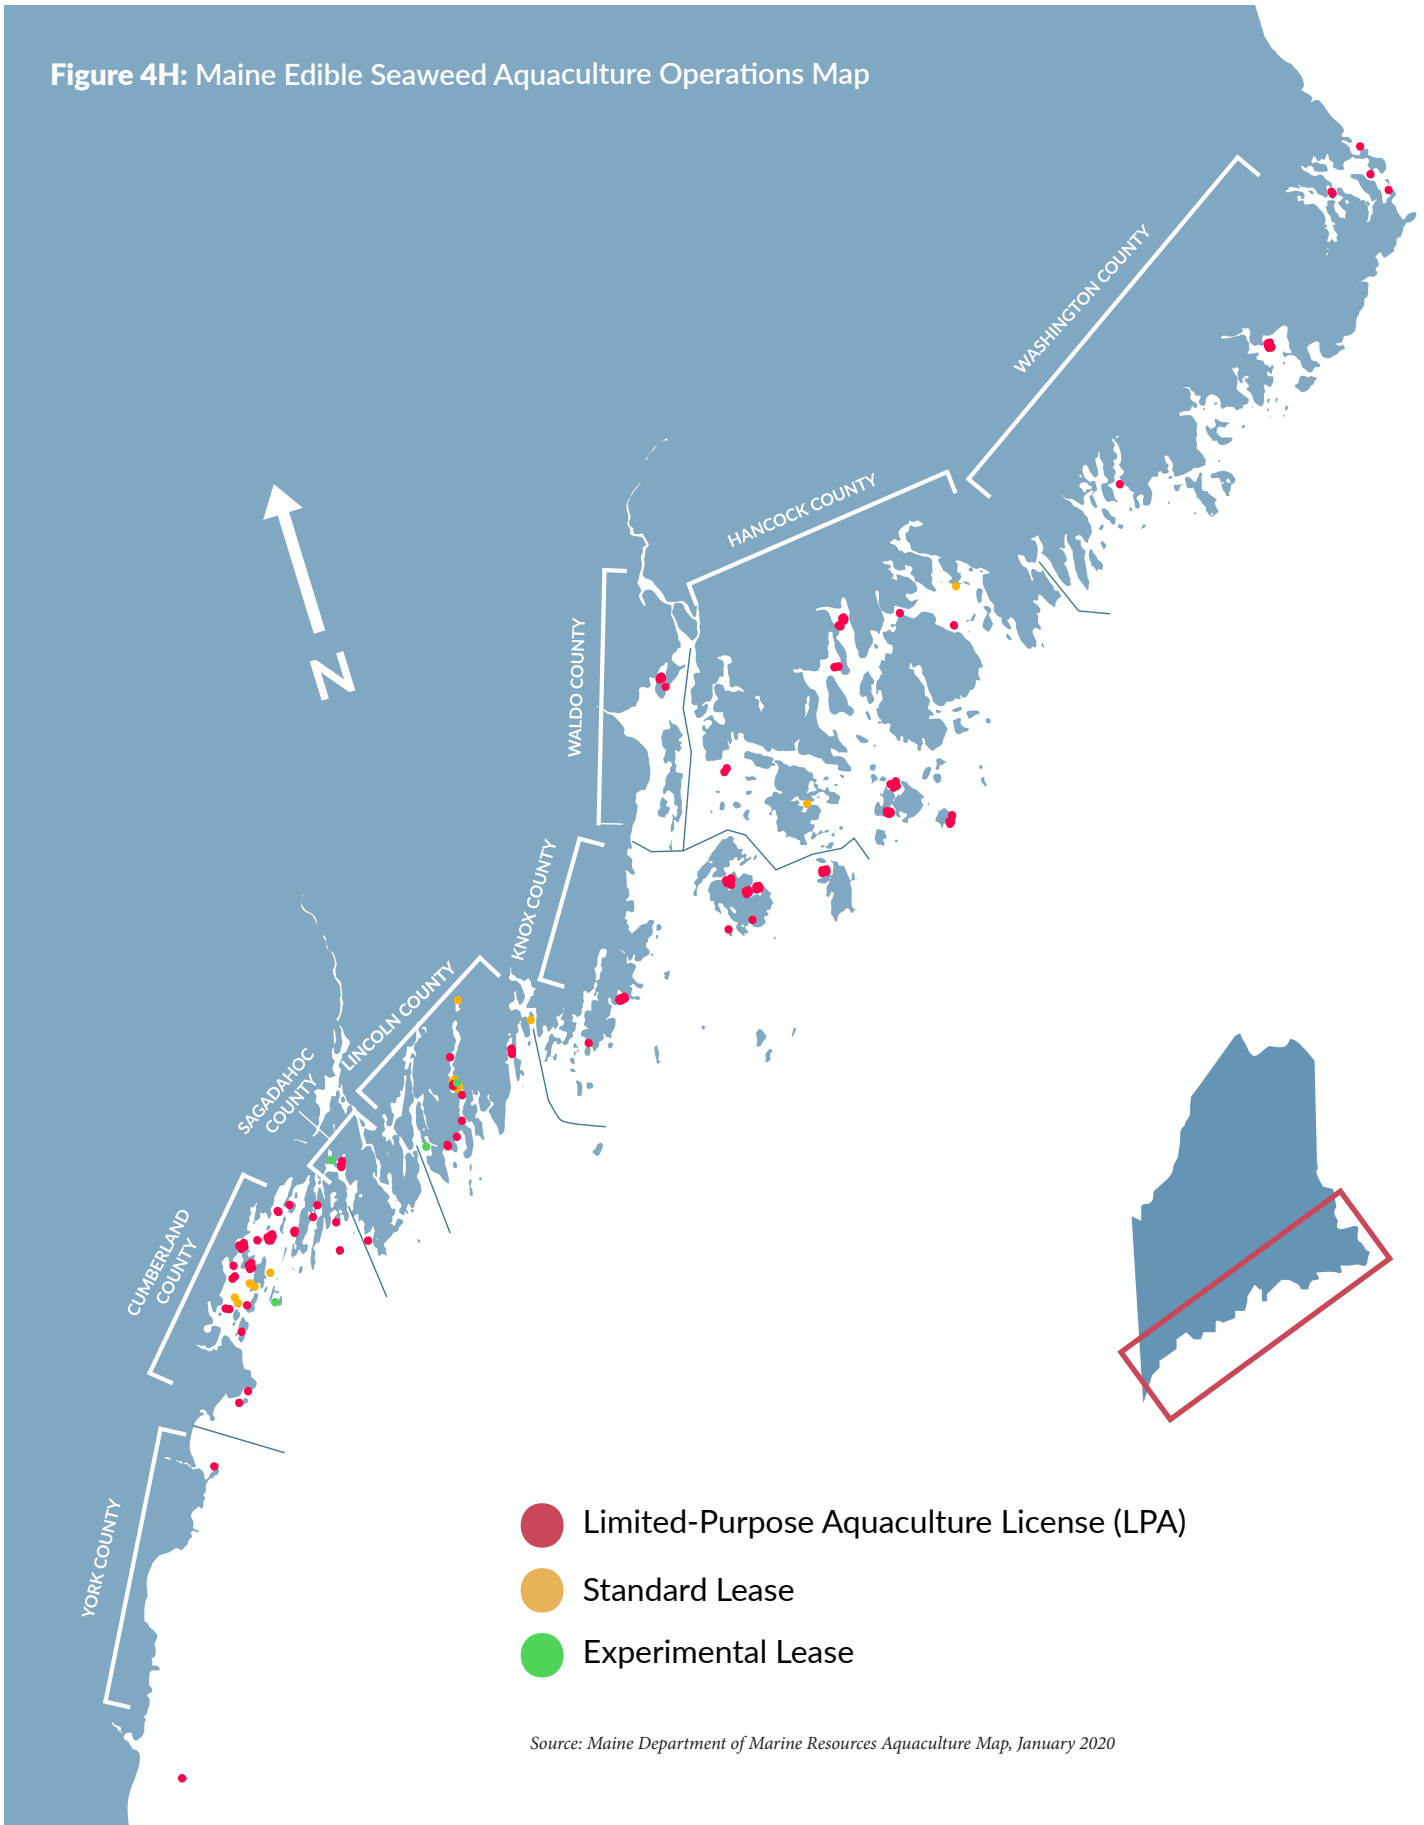 Figure 4H: Maine Edible Seaweed Aquaculture Operations Map
WASHINGTON COUNTY
HANCOCK COUNTY
WALDO COUNTY
N
KNOX COUNTY
LINCOLN COUNTY
SAGADAHOC
COUNTY
CUMBERLAND
COUNTY
YORK COUNTY
Limited-Purpose Aquaculture License (LPA)
Standard Lease
Experimental Lease
Source: Maine Department of Marine Resources Aquaculture Map, January 2020